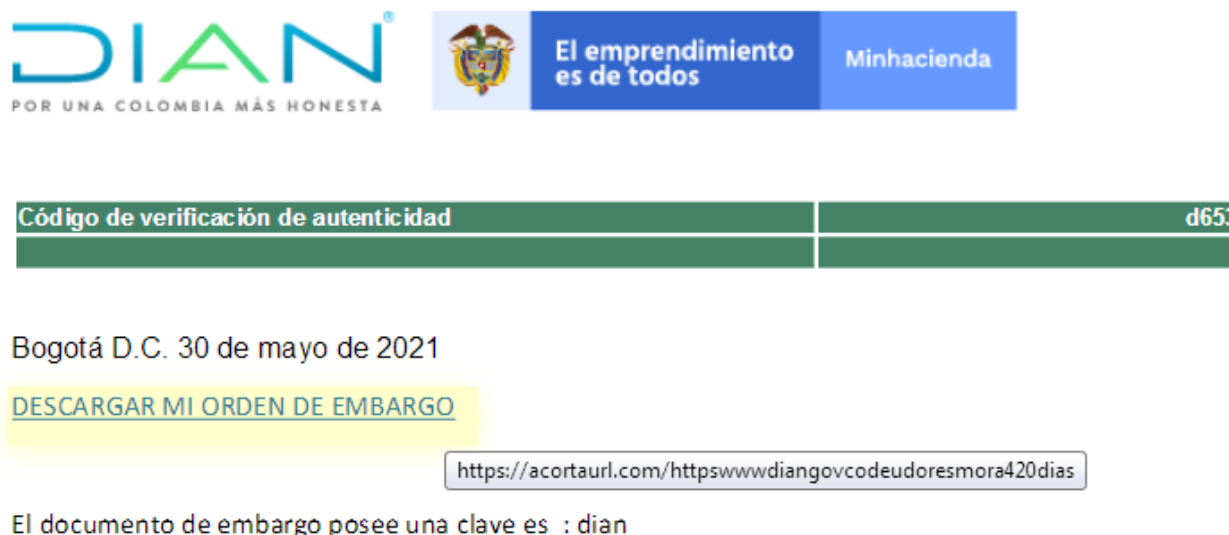 DIAN®
POR UNA COLOMBIA MÁS HONESTA
El emprendimiento
es de todos
Minhacienda
Código de verificación de autenticidad d653
Bogotá D.C. 30 de mayo de 2021
DESCARGAR MI ORDEN DE EMBARGO
https://acortaurl.com/httpswwwdiangovcodeudoresmora420dias
El documento de embargo posee una clave es : dian